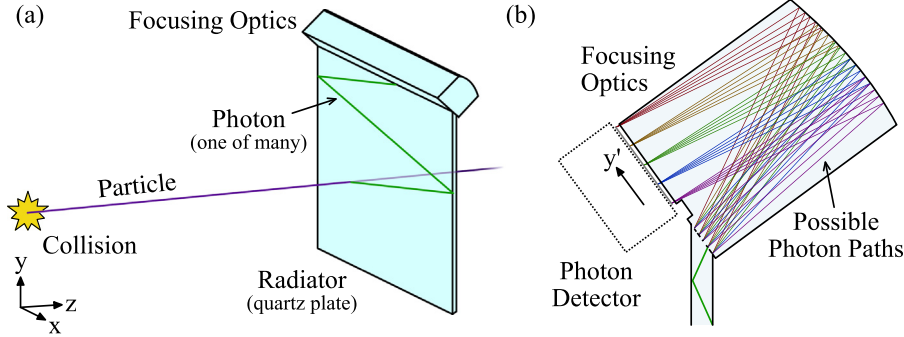 (a)
Focusing Optics
Photon
(one of many)
Particle
Collision
Radiator
(quartz plate)
y
z
x
(b)
Focusing
Optics
y'
Photon
Detector
Possible
Photon Paths